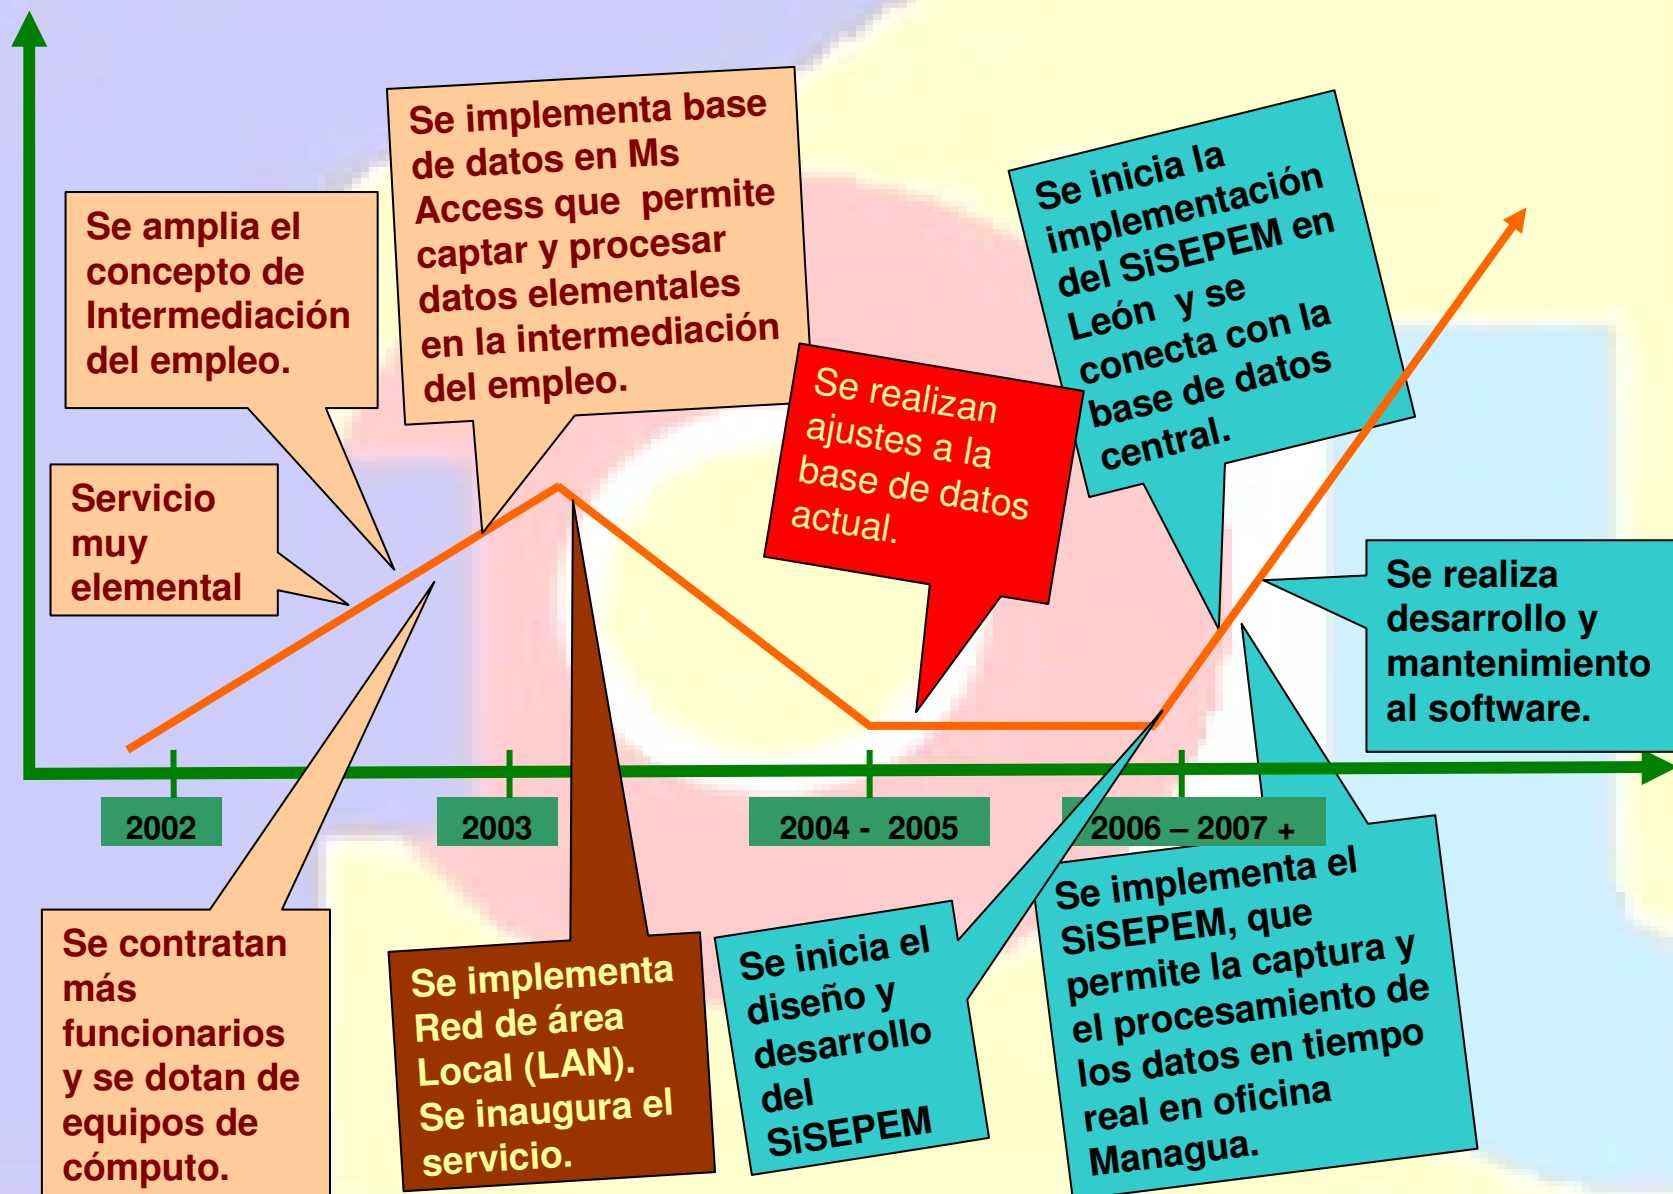 Se implementa base
de datos en Ms
Access que  permite
captar y procesar
datos elementales
en la intermediación
del empleo.
Se inicia la
implementación
del SiSEPEM en
León  y se
conecta con la
base de datos
central.
Se amplia el
concepto de
Intermediación
del empleo.
Se realizan
ajustes a la
base de datos
actual.
Servicio
muy
elemental
Se realiza
desarrollo y
mantenimiento
al software.
2002
2003
2004 -  2005
2006 – 2007 +
Se contratan
más
funcionarios
y se dotan de
equipos de
cómputo.
Se implementa
Red de área
Local (LAN).
Se inaugura el
servicio.
Se inicia el
diseño y
desarrollo
del
SiSEPEM
Se implementa el
SiSEPEM, que
permite la captura y
el procesamiento de
los datos en tiempo
real en oficina
Managua.